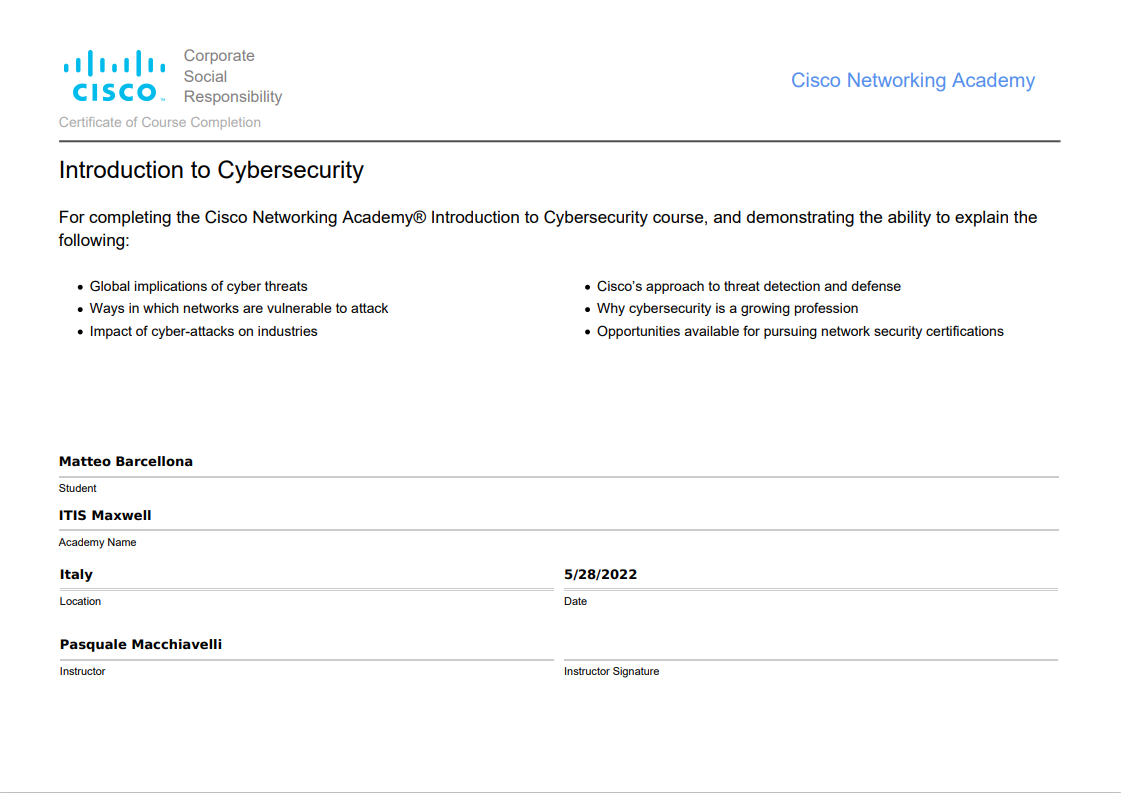 Corporate
Social
Responsibility
CISCO™
Cisco Networking Academy
Certificate of Course Completion
Introduction to Cybersecurity
For completing the Cisco Networking Academy® Introduction to Cybersecurity course, and demonstrating the ability to explain the
following:
• Global implications of cyber threats
• Ways in which networks are vulnerable to attack
• Impact of cyber-attacks on industries
• Cisco’s approach to threat detection and defense
• Why cybersecurity is a growing profession
• Opportunities available for pursuing network security certifications
Matteo Barcellona
Student
ITIS Maxwell
Academy Name
Italy
Location
5/28/2022
Date
Pasquale Macchiavelli
Instructor
Instructor Signature